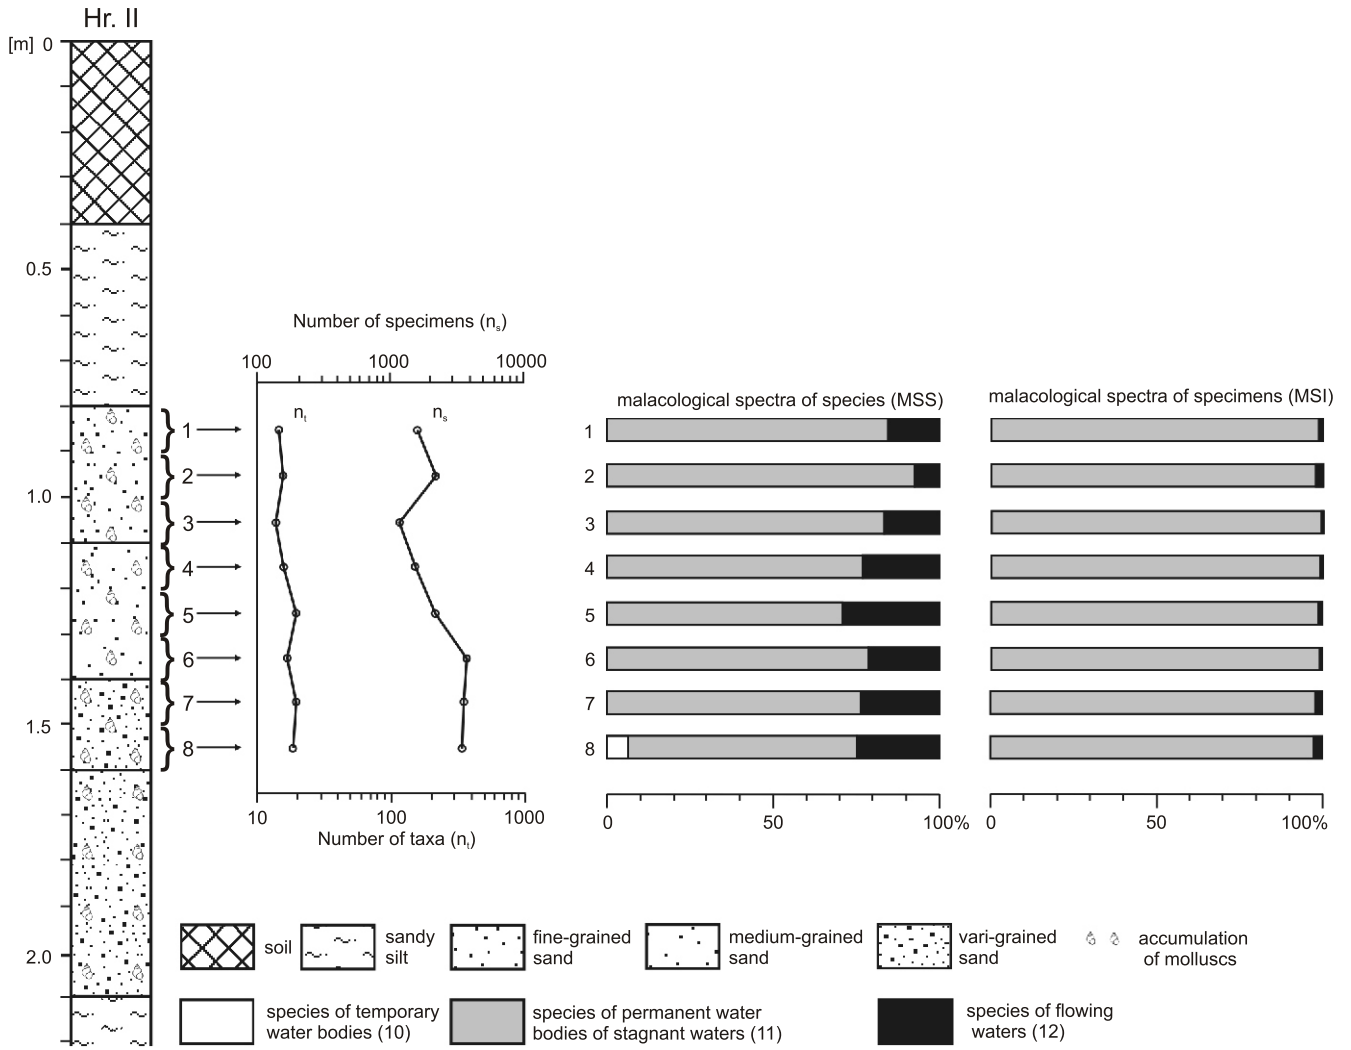 Hr. II
[m] 0
0.5
1.0
1.5
2.0
1
2
3
4
5
6
7
8
Number of specimens (ns)
100 1000 10000
nt ns
10 100 1000
Number of taxa (nt)
malacological spectra of species (MSS)
1
2
3
4
5
6
7
8
0 50 100%
malacological spectra of specimens (MSI)
0 50 100%
soil
sandy
silt
fine-grained
sand
medium-grained
sand
vari-grained
sand
accumulation
of molluscs
species of temporary
water bodies (10)
species of permanent water
bodies of stagnant waters (11)
species of flowing
waters (12)